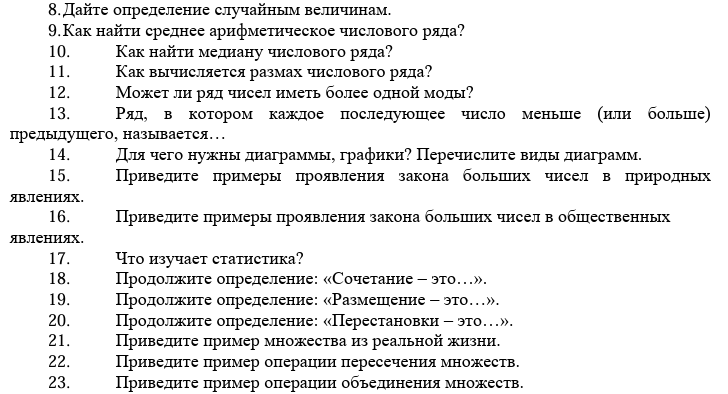 8. Дайте определение случайным величинам.
9. Как найти среднее арифметическое числового ряда?
10. Как найти медиану числового ряда?
11. Как вычисляется размах числового ряда?
12. Может ли ряд чисел иметь более одной моды?
13. Ряд, в котором каждое последующее число меньше (или больше)
предыдущего, называется…
14. Для чего нужны диаграммы, графики? Перечислите виды диаграмм.
15. Приведите примеры проявления закона больших чисел в природных
явлениях.
16. Приведите примеры проявления закона больших чисел в общественных
явлениях.
17. Что изучает статистика?
18. Продолжите определение: «Сочетание – это…».
19. Продолжите определение: «Размещение – это…».
20. Продолжите определение: «Перестановки – это…».
21. Приведите пример множества из реальной жизни.
22. Приведите пример операции пересечения множеств.
23. Приведите пример операции объединения множеств.